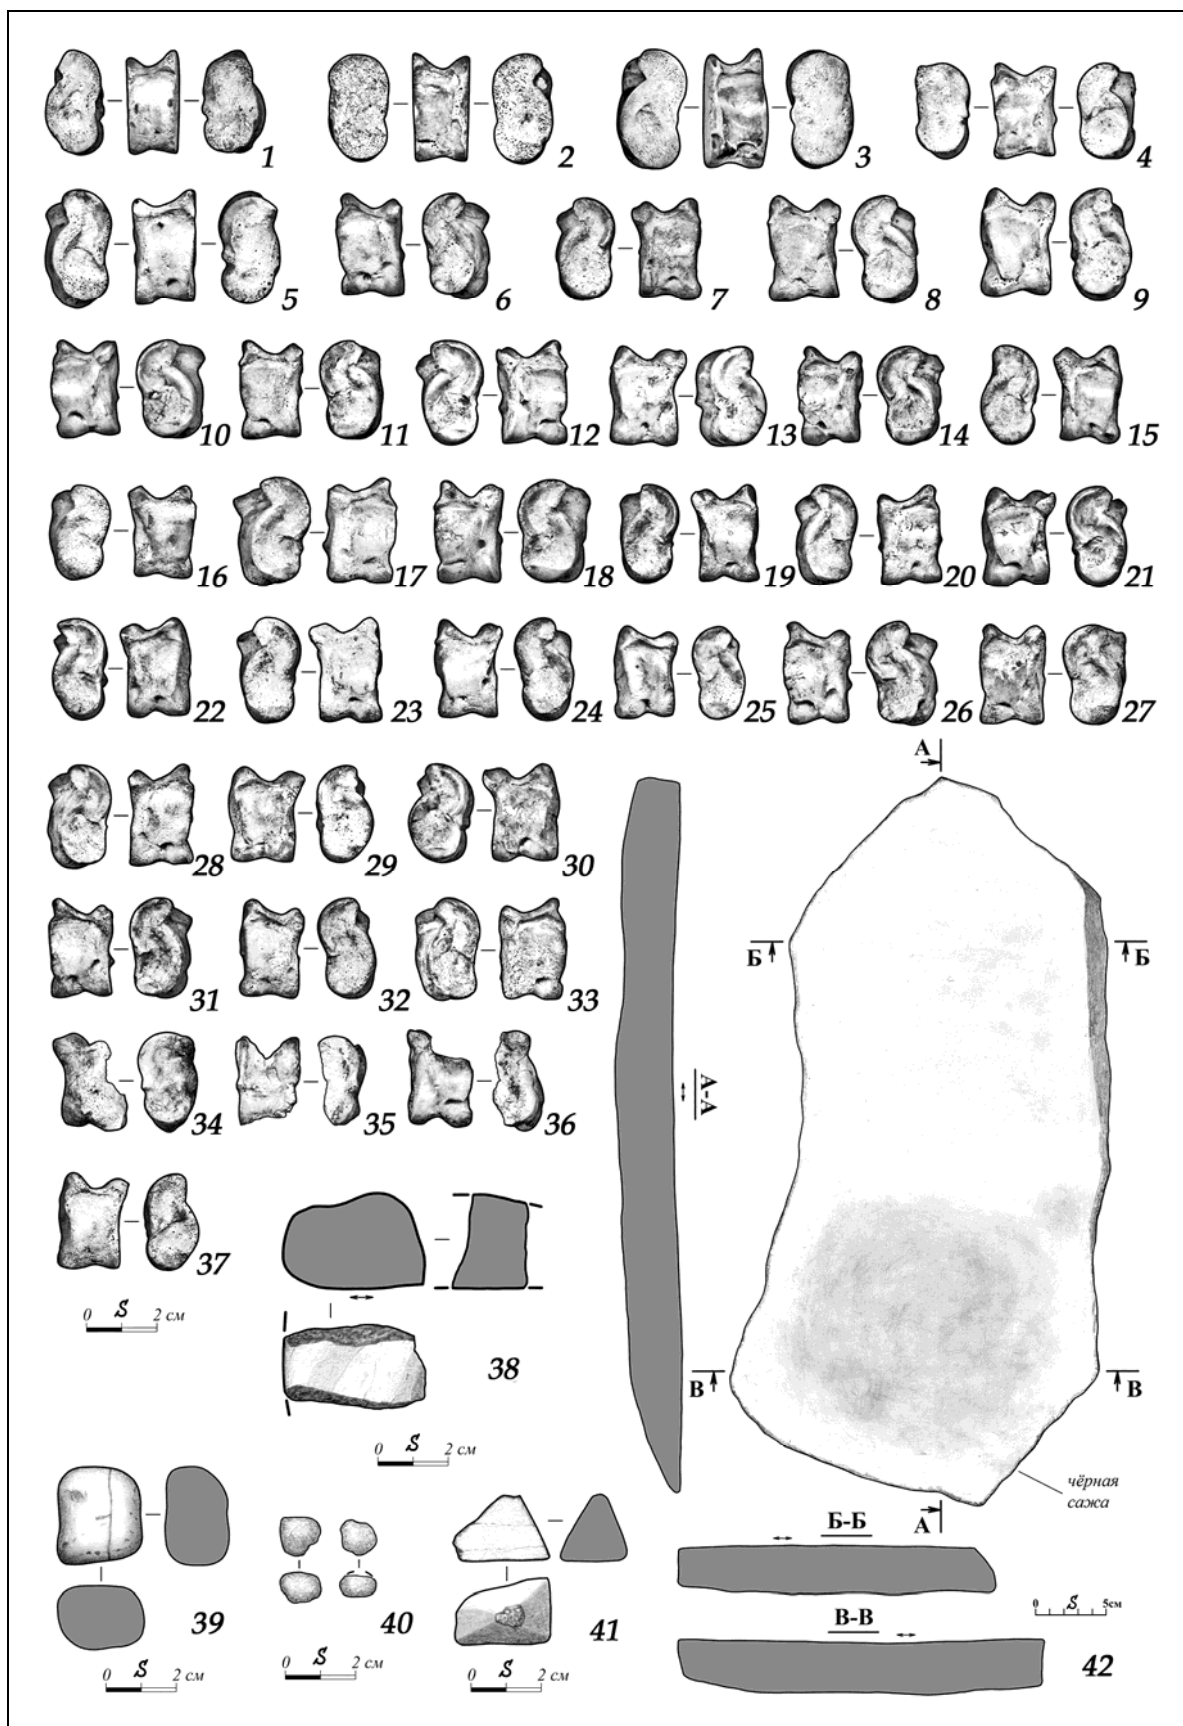 1 2 3 4
5 6 7 8 9
10 11 12 13 14 15
16 17 18 19 20 21
22 23 24 25 26 27
А
28 29 30
Б Б
31 32 33
А-А
34 35 36
37
0 S 2 см
38
В В
0 S 2 см
чёрная
сажа
А
Б-Б
39 40 41
0 S 5см
В-В
42
0 S 2 см
0 S 2 см
0 S 2 см